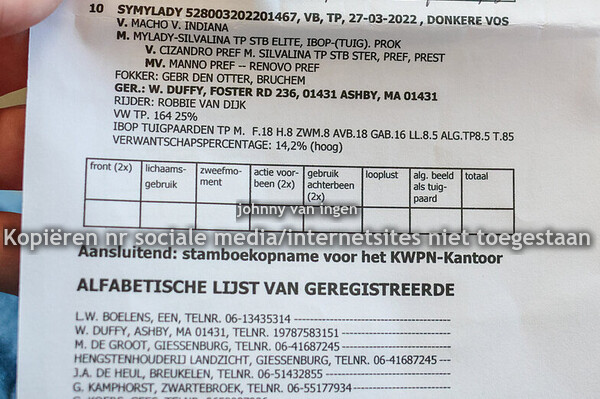 10 SYMYLADY 528003202201467, VB, TP, 27-03-2022 , DONKERE VOS
V. MACHO V. INDIANA
M. MYLADY-SILVALINA TP STB ELITE, IBOP-(TUIG). PROK
V. CIZANDRO PREF M. SILVALINA TP STB STER, PREF, PREST
MV. MANNO PREF -- RENOVO PREF
FOKKER: GEBR DEN OTTER, BRUCHEM
GER.: W. DUFFY, FOSTER RD 236, 01431 ASHBY, MA 01431
RIJDER: ROBBIE VAN DIJK
VW TP. 164 25%
IBOP TUIGPAARDEN TP M. F.18 H.8 ZWM.8 AVB.18 GAB.16 LL.8.5 ALG.TP8.5 T.85
VERWANTSCHAPSPERCENTAGE: 14,2% (hoog)
front (2x) lichaams-gebruik zweefmo-ment actie voor-been (2x) gebruik achterbeen (2x) looplust alg. beeld als tuig-paard totaal
johnny van ingen
Kopiëren nr sociale media/internetsites niet toegestaan
Aansluitend: stamboekopname voor het KWPN-Kantoor
ALFABETISCHE LIJST VAN GEREGISTREERDE
L.W. BOELENS, EEN, TELNR. 06-13435314
W. DUFFY, ASHBY, MA 01431, TELNR. 19787583151
M. DE GROOT, GIESSENBURG, TELNR. 06-41687245
HENGSTENHOUDERIJ LANDZICHT, GIESSENBURG, TELNR. 06-41687245
J.A. DE HEUL, BREUKELEN, TELNR. 06-51432855
G. KAMPHORST, ZWARTEBROEK, TELNR. 06-55177934